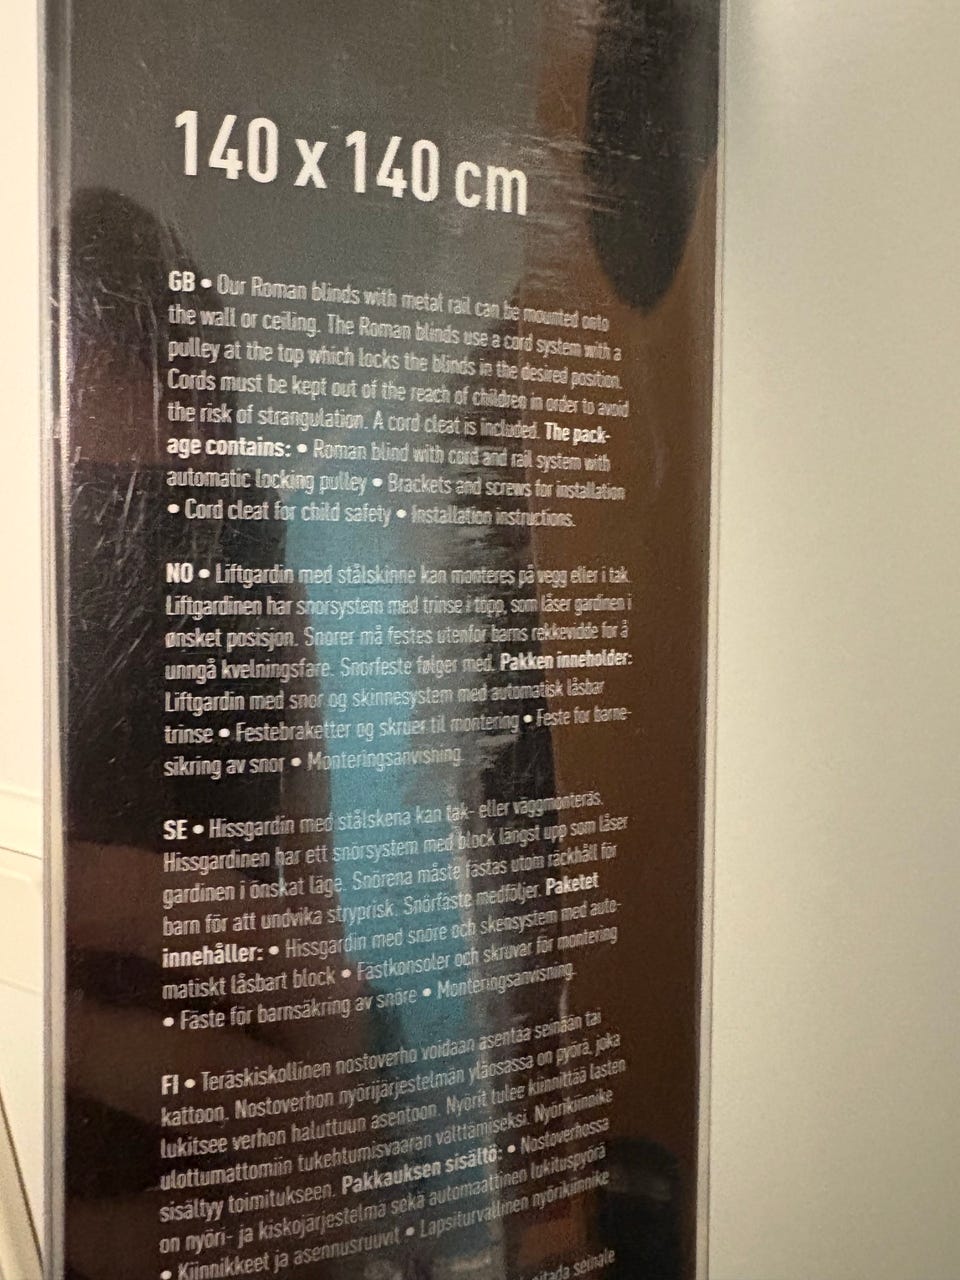 140 x 140 cm
GB • Our Roman blinds with metal rail can be mounted onto
the wall or ceiling. The Roman blinds use a cord system with a
pulley at the top which locks the blinds in the desired position.
Cords must be kept out of the reach of children in order to avoid
the risk of strangulation. A cord cleat is included. The pack-
age contains: • Roman blind with cord and rail system with
automatic locking pulley • Brackets and screws for installation
• Cord cleat for child safety • Installation instructions.
NO • Liftgardin med stålskinne kan monteres på vegg eller i tak.
Liftgardinen har snorsystem med trinse i topp, som låser gardinen i
ønsket posisjon. Snorer må festes utenfor barns rekkevidde for å
unngå kvelningsfare. Snorfeste følger med. Pakken inneholder:
Liftgardin med snor og skinnesystem med automatisk låsbar
trinse • Festebraketter og skruer til montering • Feste for barne-
sikring av snor • Monteringsanvisning.
SE • Hissgardin med stålskena kan tak- eller väggmonteras.
Hissgardinen har ett snörsystem med block längst upp som låser
gardinen i önskat läge. Snörena måste fästas utom räckhåll för
barn för att undvika stryprisk. Snörfäste medföljer. Paketet
innehåller: • Hissgardin med snöre och skensystem med auto-
matiskt låsbart block • Fästkonsoler och skruvar för montering
• Fäste för barnsäkring av snöre • Monteringsanvisning.
FI • Teräskiskollinen nostoverho voidaan asentaa seinään tai
kattoon. Nostoverhon nyörijärjestelmän yläosassa on pyörä, joka
lukitsee verhon haluttuun asentoon. Nyörit tulee kiinnittää lasten
ulottumattomiin tukehtumisvaaran välttämiseksi. Nyörikiinnike
sisältyy toimitukseen. Pakkauksen sisältö: • Nostoverhossa
on nyöri- ja kiskojärjestelmä sekä automaattinen lukituspyörä
• Kiinnikkeet ja asennusruuvit • Lapsiturvallinen nyörikiinnike
seinale